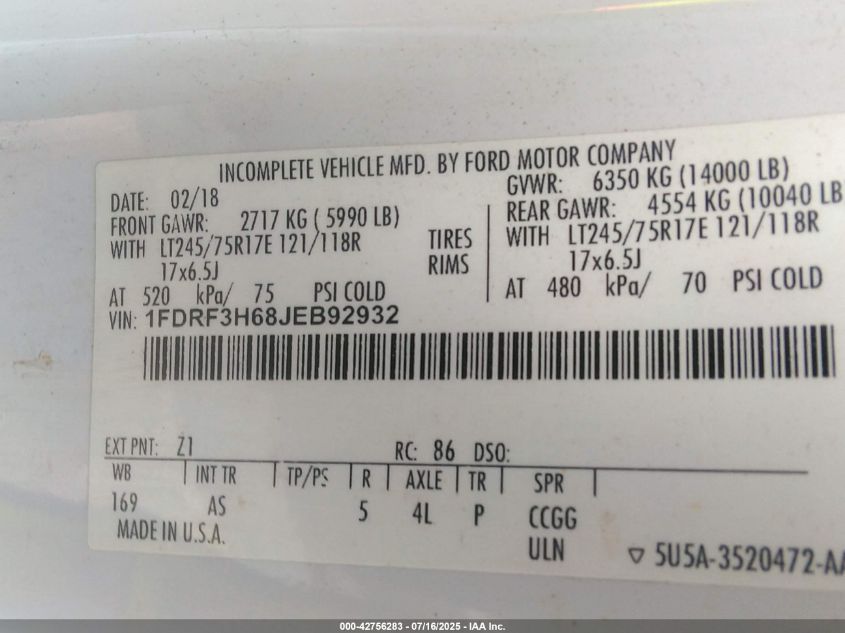 INCOMPLETE VEHICLE MFD. BY FORD MOTOR COMPANY
DATE: 02/18 GVWR: 6350 KG (14000 LB)
FRONT GAWR: 2717 KG ( 5990 LB) REAR GAWR: 4554 KG (10040 LB
WITH LT245/75R17E 121/118R TIRES WITH LT245/75R17E 121/118R
17x6.5J RIMS 17x6.5J
AT 520 kPa/ 75 PSI COLD AT 480 kPa/ 70 PSI COLD
VIN: 1FDRF3H68JEB92932
EXT PNT: Z1 RC: 86 DSO:
WB INT TR TP/PS R AXLE TR SPR
169 AS 5 4L P CCGG
MADE IN U.S.A. ULN ▽ 5U5A-3520472-AA
000-42756283 - 07/16/2025 - IAA Inc.